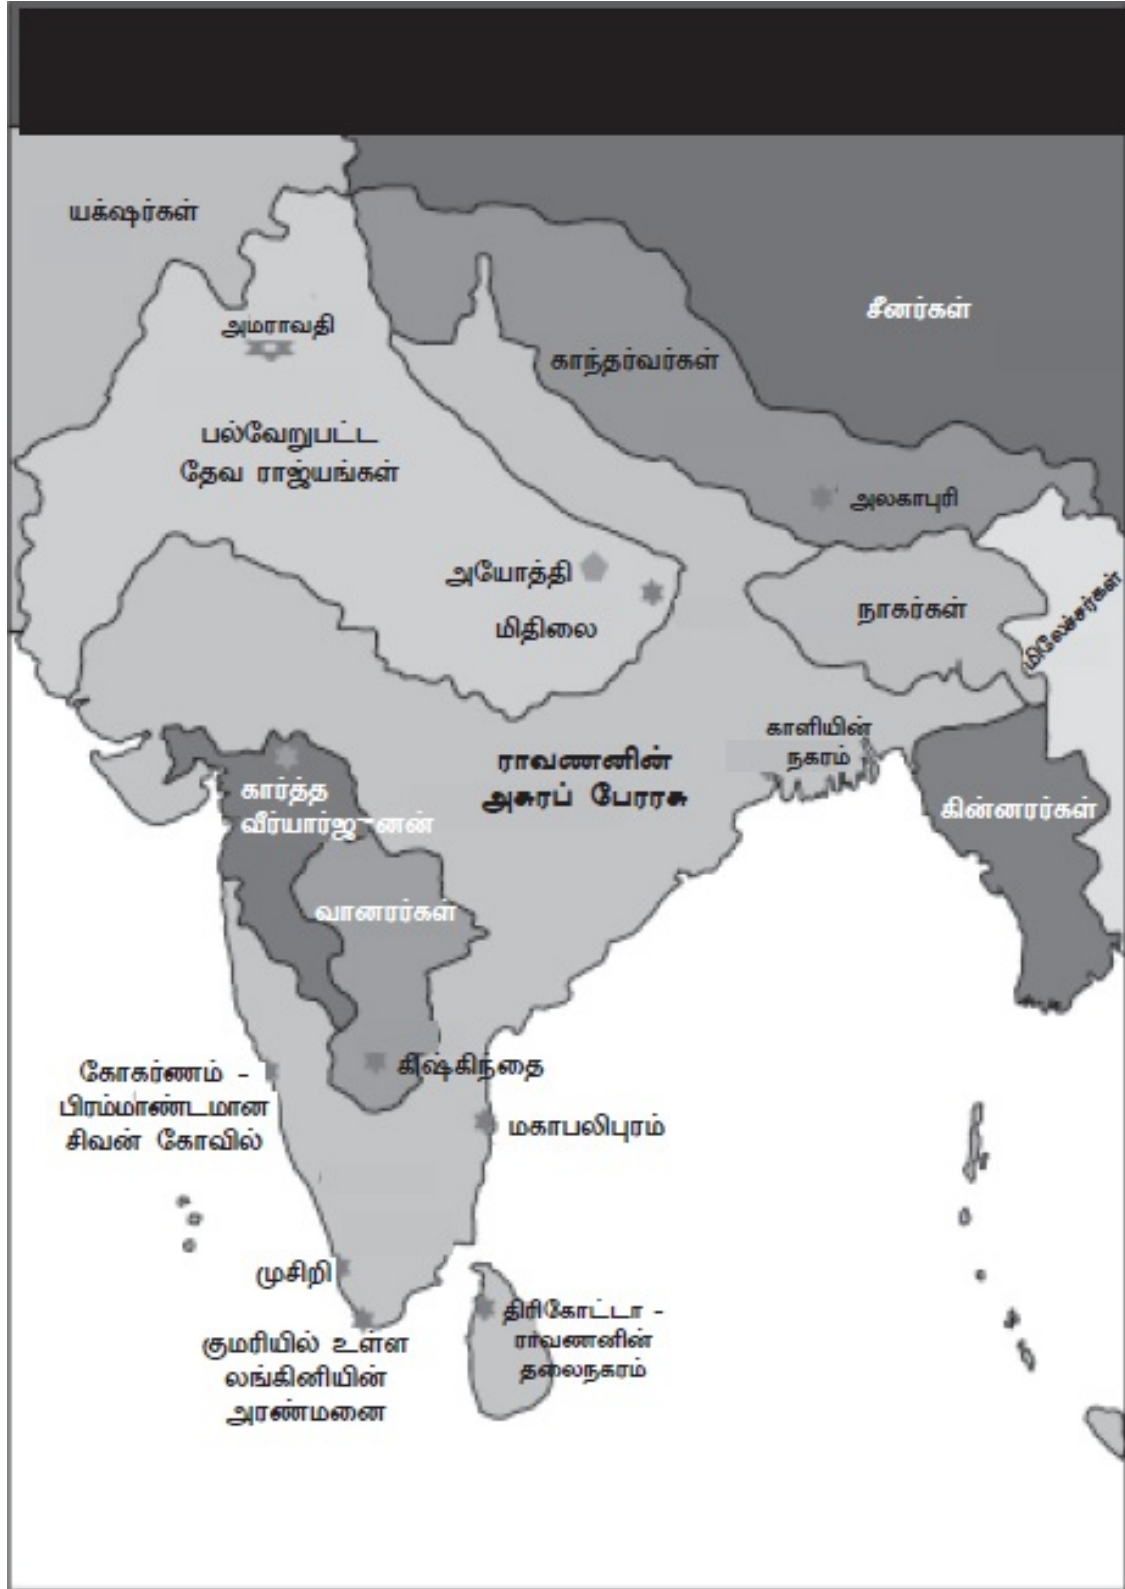 யக்ஷர்கள்
சீனர்கள்
அமராவதி
காந்தர்வர்கள்
பல்வேறுபட்ட
தேவ ராஜ்யங்கள்
அலகாபுரி
அயோத்தி
மிதிலை
நாகர்கள்
மிலேச்சர்கள்
காளியின்
நகரம்
ராவணனின்
அசுரப் பேரரசு
கார்த்த
வீர்யார்ஜுனன்
கின்னரர்கள்
வானரர்கள்
கிஷ்கிந்தை
கோகர்ணம் -
பிரம்மாண்டமான
சிவன் கோவில்
மகாபலிபுரம்
முசிறி
குமரியில் உள்ள
லங்கினியின்
அரண்மனை
திரிகோட்டா -
ராவணனின்
தலைநகரம்